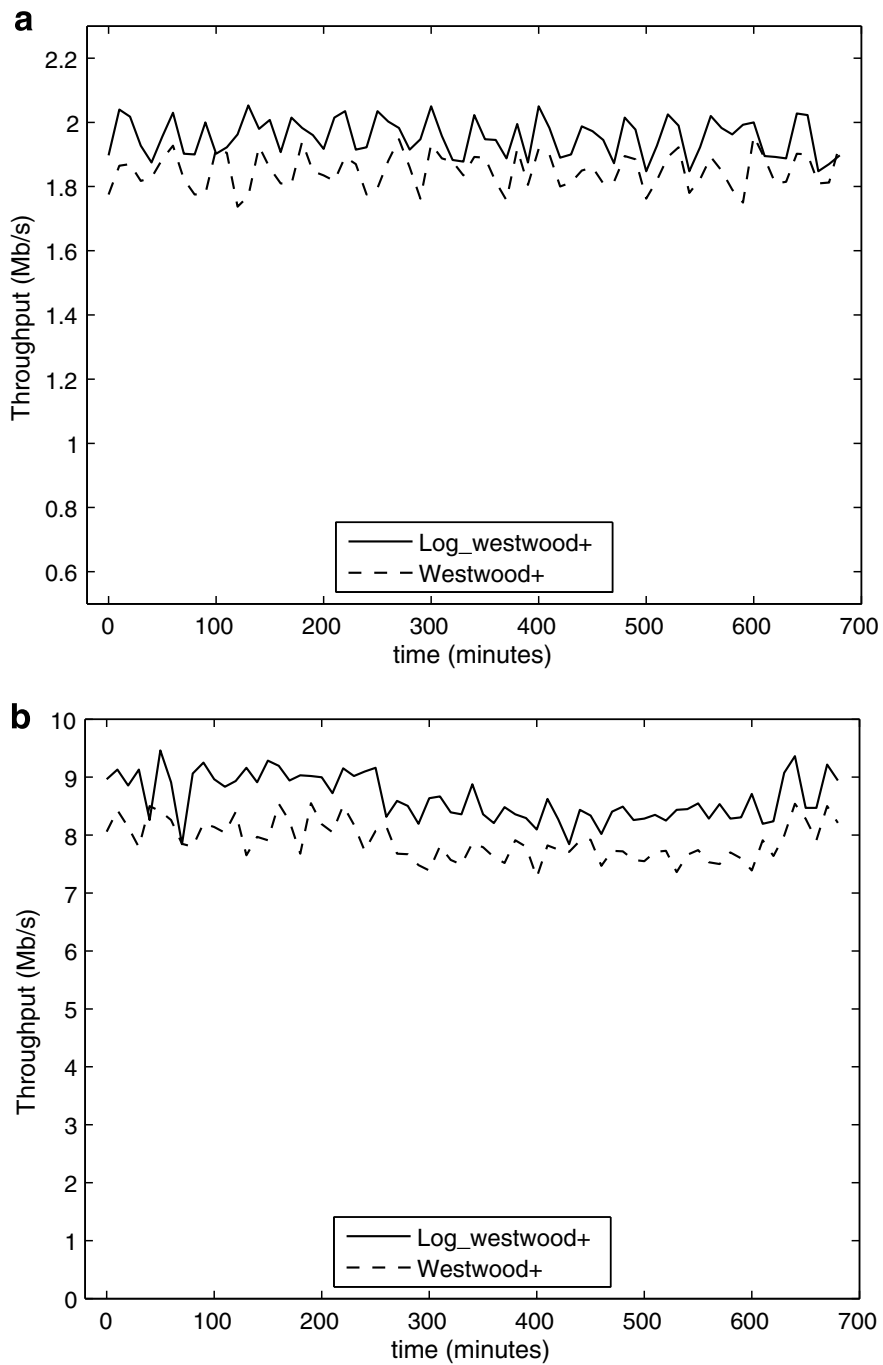 a
2.2
2
1.8
1.6
1.4
1.2
1
0.8
0.6
Throughput (Mb/s)
Log_westwood+
Westwood+
0 100 200 300 400 500 600 700
time (minutes)
b
10
9
8
7
6
5
4
3
2
1
0
Throughput (Mb/s)
Log_westwood+
Westwood+
0 100 200 300 400 500 600 700
time (minutes)